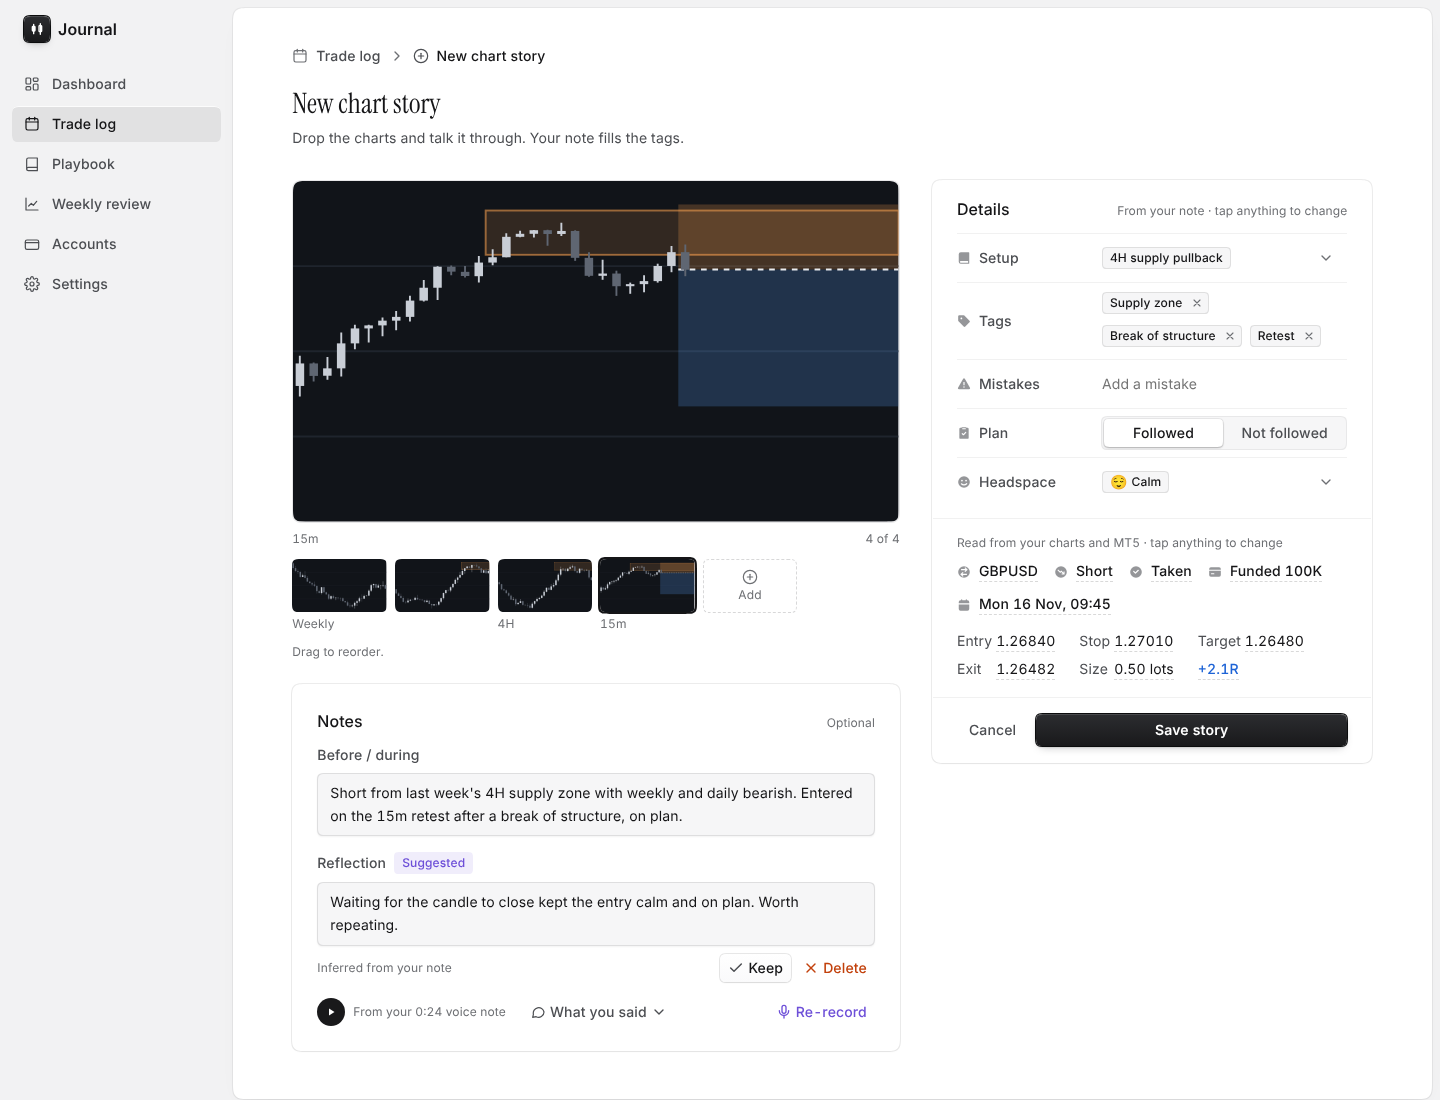 Journal
Dashboard
Trade log
Playbook
Weekly review
Accounts
Settings
Trade log > New chart story
New chart story
Drop the charts and talk it through. Your note fills the tags.
15m
4 of 4
Add
Weekly
4H
15m
Drag to reorder.
Notes
Optional
Before / during
Short from last week's 4H supply zone with weekly and daily bearish. Entered
on the 15m retest after a break of structure, on plan.
Reflection Suggested
Waiting for the candle to close kept the entry calm and on plan. Worth
repeating.
Inferred from your note
Keep
Delete
From your 0:24 voice note
What you said
Re-record
Details
From your note · tap anything to change
Setup 4H supply pullback
Tags Supply zone
Break of structure Retest
Mistakes Add a mistake
Plan Followed Not followed
Headspace 😌 Calm
Read from your charts and MT5 · tap anything to change
GBPUSD Short Taken Funded 100K
Mon 16 Nov, 09:45
Entry 1.26840 Stop 1.27010 Target 1.26480
Exit 1.26482 Size 0.50 lots +2.1R
Cancel Save story